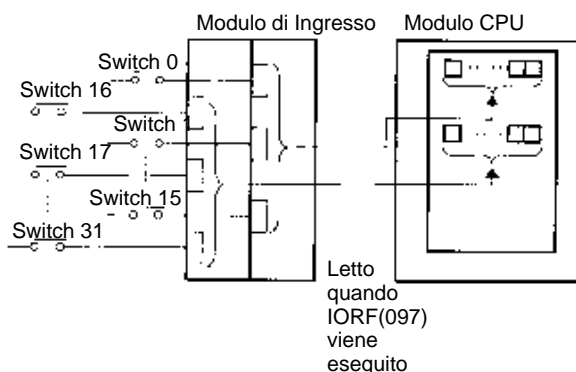 Modulo di Ingresso
Modulo CPU
Switch 0
Switch 16
Switch 1
Switch 17
Switch 15
Switch 31
Letto
quando
IORF(097)
viene
eseguito